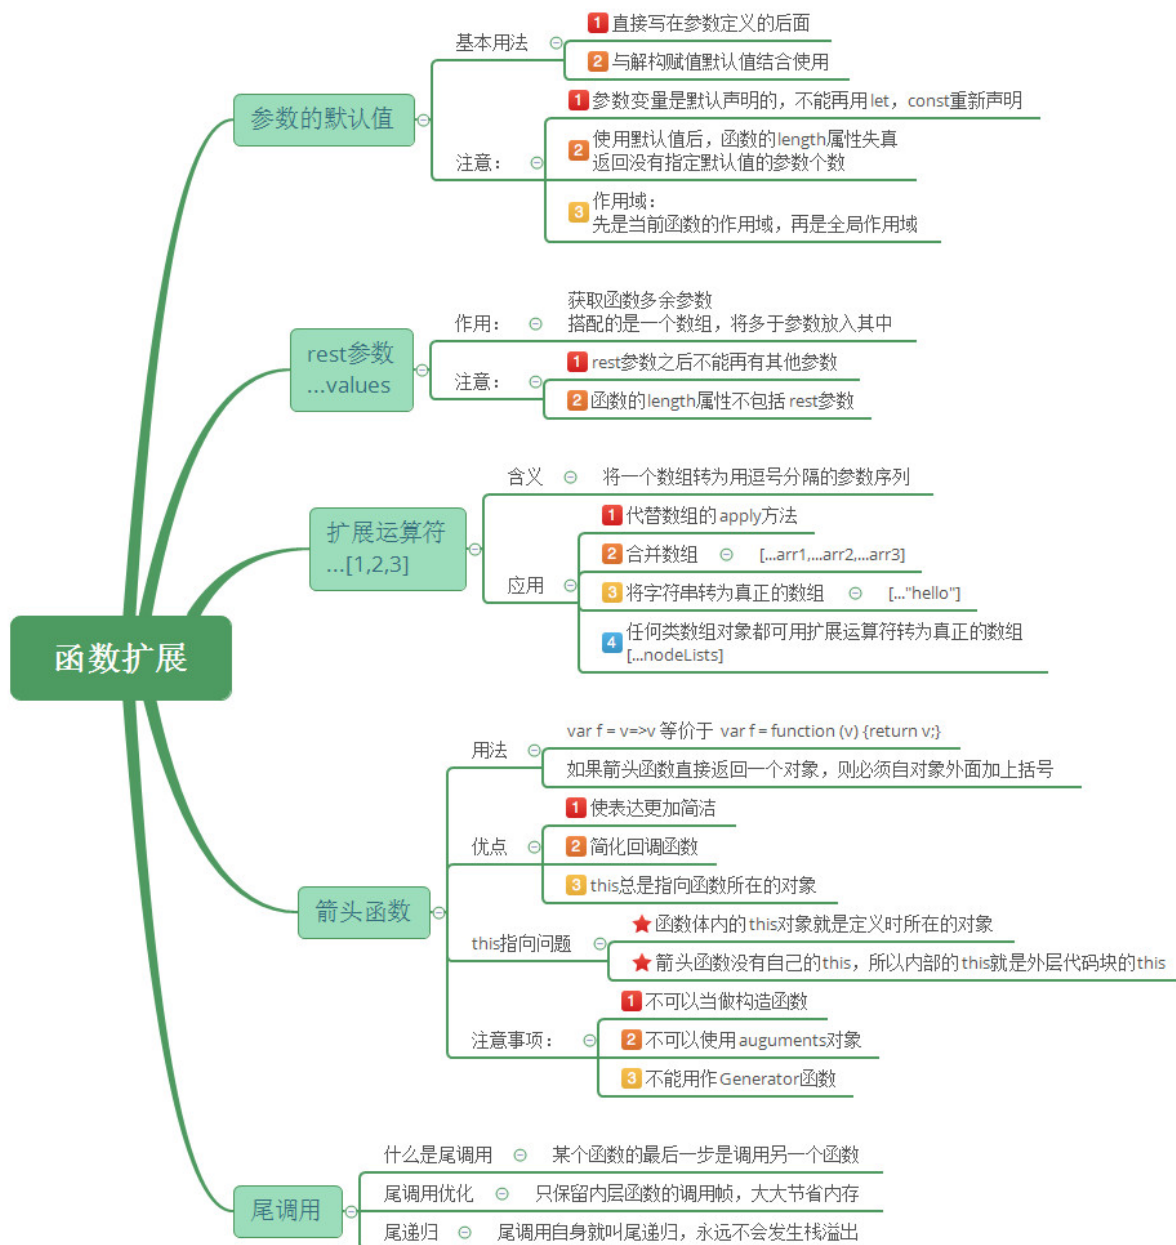 函数扩展
参数的默认值
基本用法
1 直接写在参数定义的后面
2 与解构赋值默认值结合使用
注意：
1 参数变量是默认声明的，不能再用let，const重新声明
2 使用默认值后，函数的length属性失真
返回没有指定默认值的参数个数
3 作用域：
先是当前函数的作用域，再是全局作用域
rest参数
...values
作用：
获取函数多余参数
搭配的是一个数组，将多于参数放入其中
注意：
1 rest参数之后不能再有其他参数
2 函数的length属性不包括 rest参数
扩展运算符
...[1,2,3]
含义
将一个数组转为用逗号分隔的参数序列
应用
1 代替数组的 apply方法
2 合并数组
[...arr1,...arr2,...arr3]
3 将字符串转为真正的数组
[..."hello"]
4 任何类数组对象都可用扩展运算符转为真正的数组
[...nodeLists]
箭头函数
用法
var f = v=>v 等价于 var f = function (v) {return v;}
如果箭头函数直接返回一个对象，则必须自对象外面加上括号
优点
1 使表达更加简洁
2 简化回调函数
3 this总是指向函数所在的对象
this指向问题
函数体内的 this对象就是定义时所在的对象
箭头函数没有自己的this，所以内部的this就是外层代码块的this
注意事项：
1 不可以当做构造函数
2 不可以使用 auguments对象
3 不能用作 Generator函数
尾调用
什么是尾调用
某个函数的最后一步是调用另一个函数
尾调用优化
只保留内层函数的调用帧，大大节省内存
尾递归
尾调用自身就叫尾递归，永远不会发生栈溢出